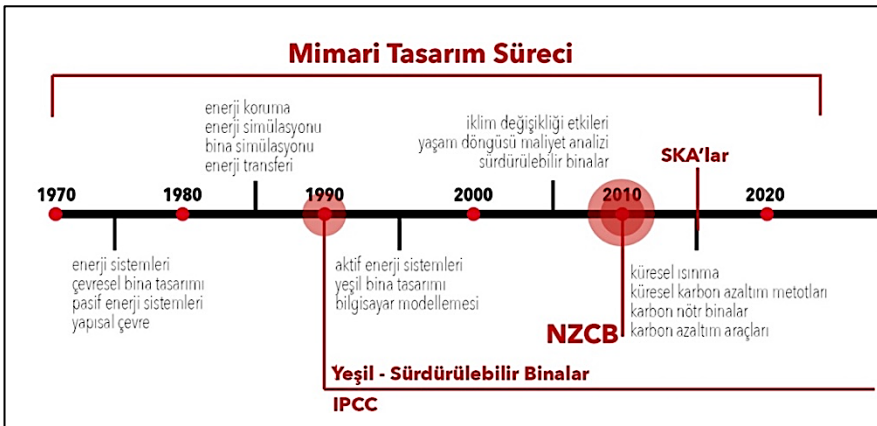 Mimari Tasarım Süreci
enerji koruma
enerji simülasyonu
bina simülasyonu
enerji transferi
iklim değişikliği etkileri
yaşam döngüsü maliyet analizi
sürdürülebilir binalar
SKA'lar
1970
1980
1990
2000
2010
2020
enerji sistemleri
çevresel bina tasarımı
pasif enerji sistemleri
yapısal çevre
aktif enerji sistemleri
yeşil bina tasarımı
bilgisayar modellemesi
küresel ısınma
küresel karbon azaltım metotları
karbon nötr binalar
karbon azaltım araçları
NZCB
Yeşil - Sürdürülebilir Binalar
IPCC